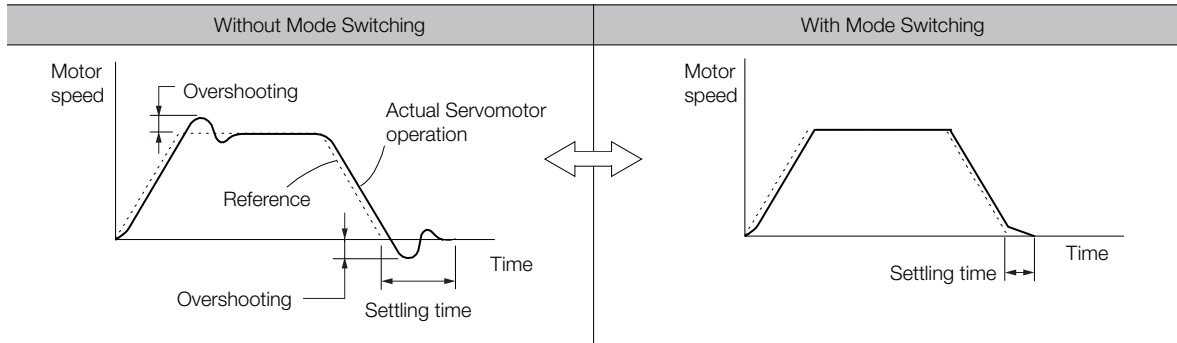 Without Mode Switching
With Mode Switching
Motor
speed
Overshooting
Actual Servomotor
operation
Reference
Time
Overshooting
Settling time
Motor
speed
Time
Settling time